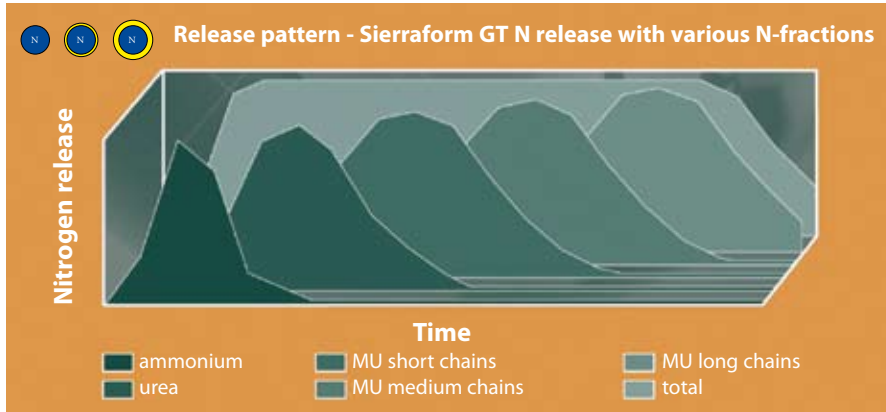 N N N Release pattern - Sierraform GT N release with various N-fractions
Nitrogen release
Time
ammonium MU short chains MU long chains
urea MU medium chains total